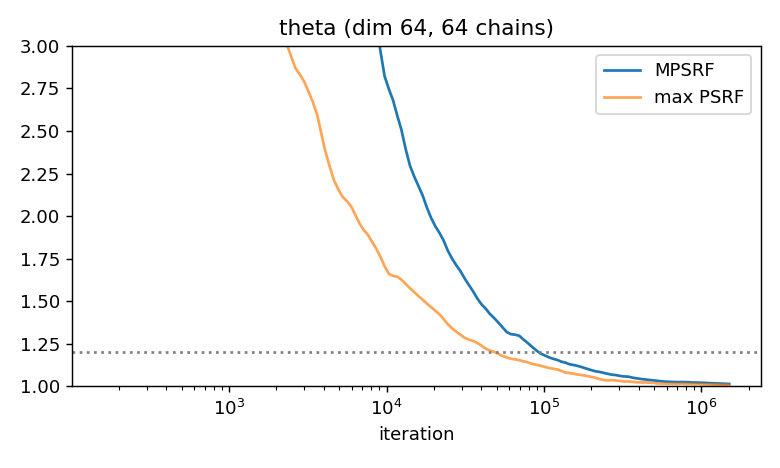 theta (dim 64, 64 chains)
3.00
2.75
2.50
2.25
2.00
1.75
1.50
1.25
1.00
MPSRF
max PSRF
10³ 10⁴ 10⁵ 10⁶
iteration